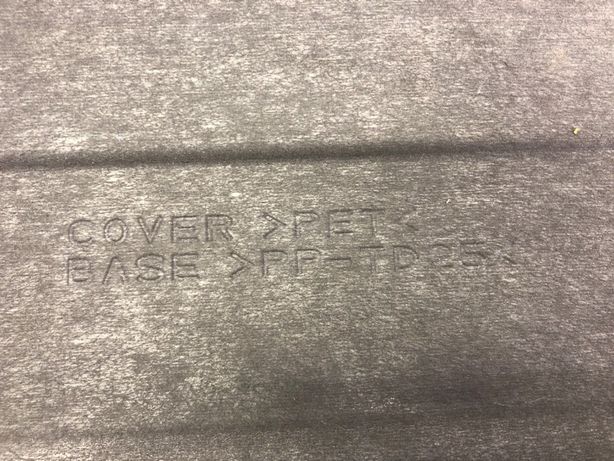 COVER >PET<
BASE >PP-TD25<